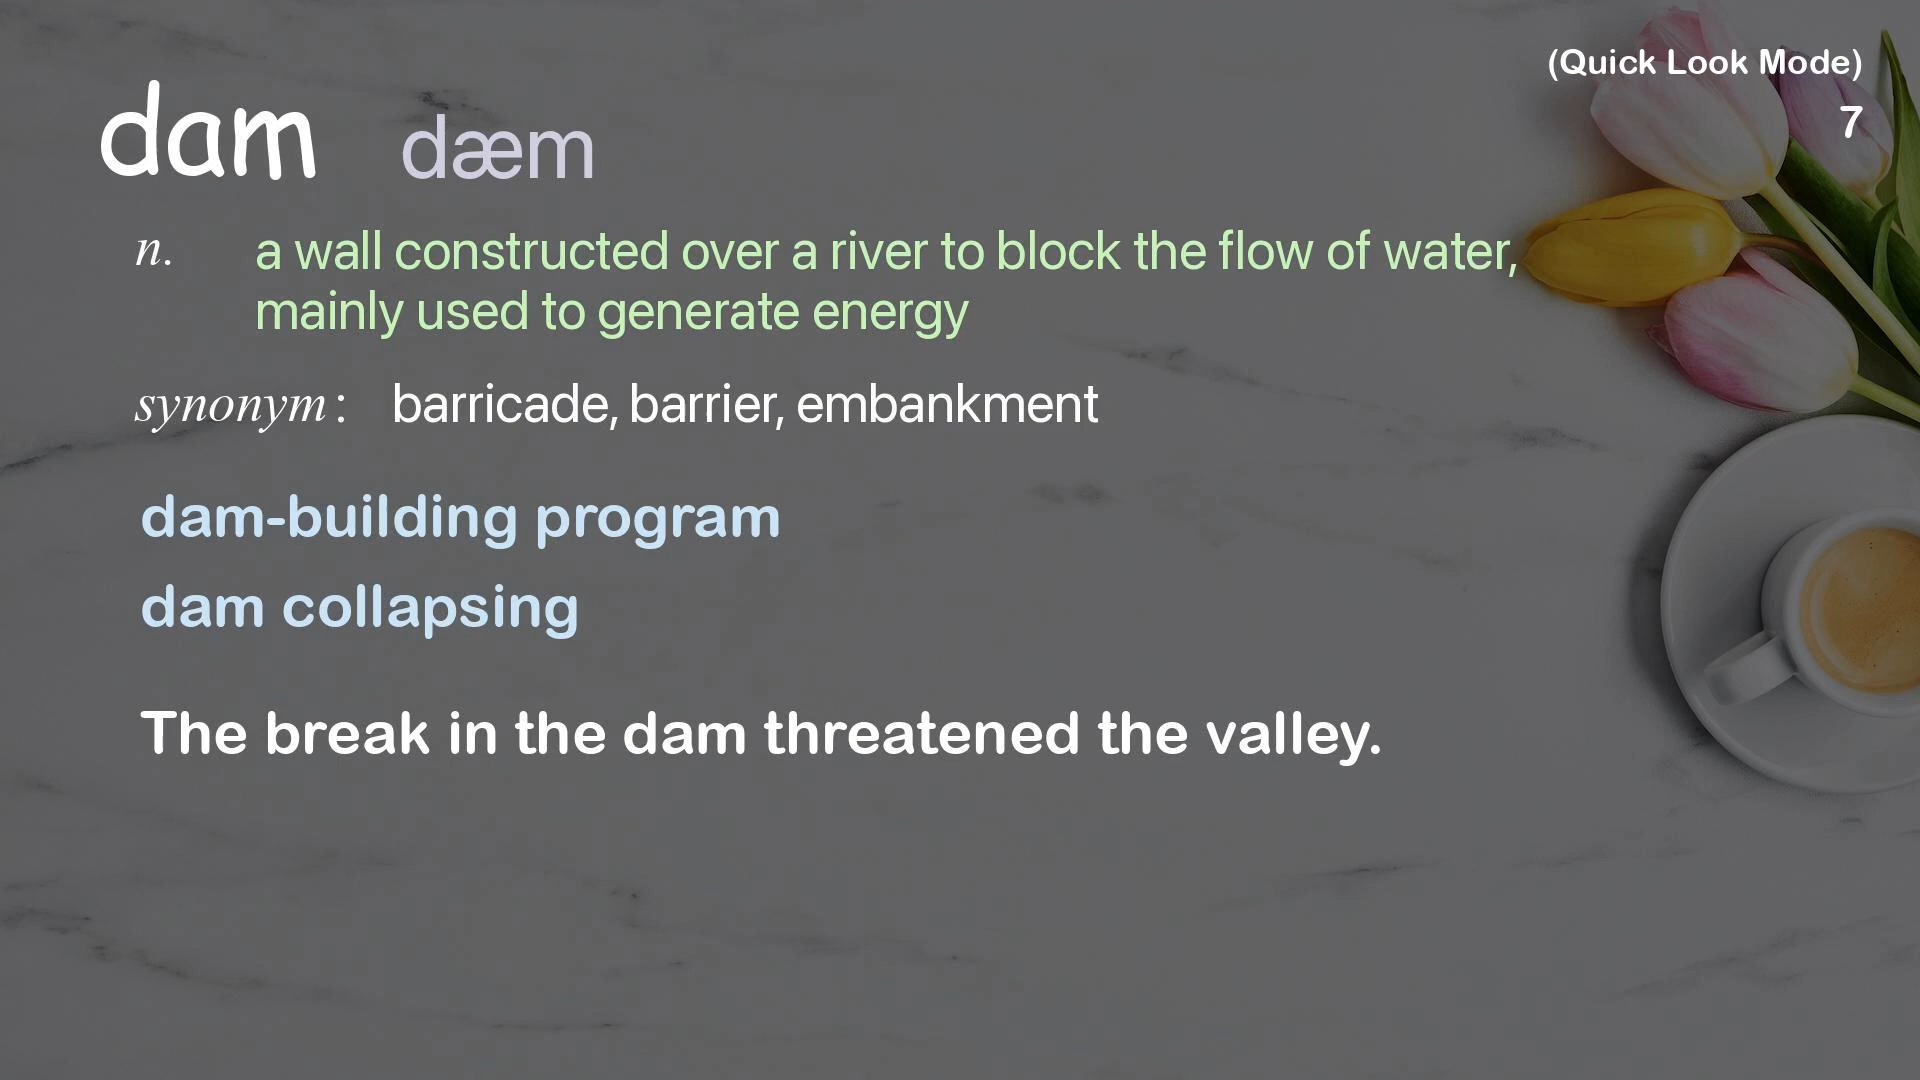 (Quick Look Mode)
7
dam dæm
n. a wall constructed over a river to block the flow of water,
mainly used to generate energy
synonym: barricade, barrier, embankment
dam-building program
dam collapsing
The break in the dam threatened the valley.